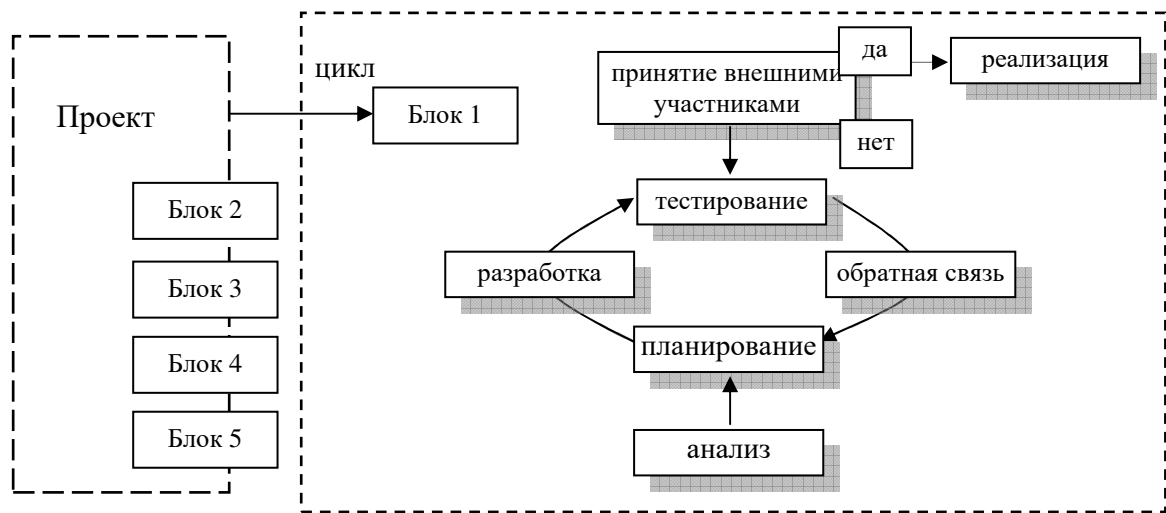 Проект
Блок 2
Блок 3
Блок 4
Блок 5
цикл
Блок 1
принятие внешними
участниками
да
нет
реализация
тестирование
разработка
обратная связь
планирование
анализ